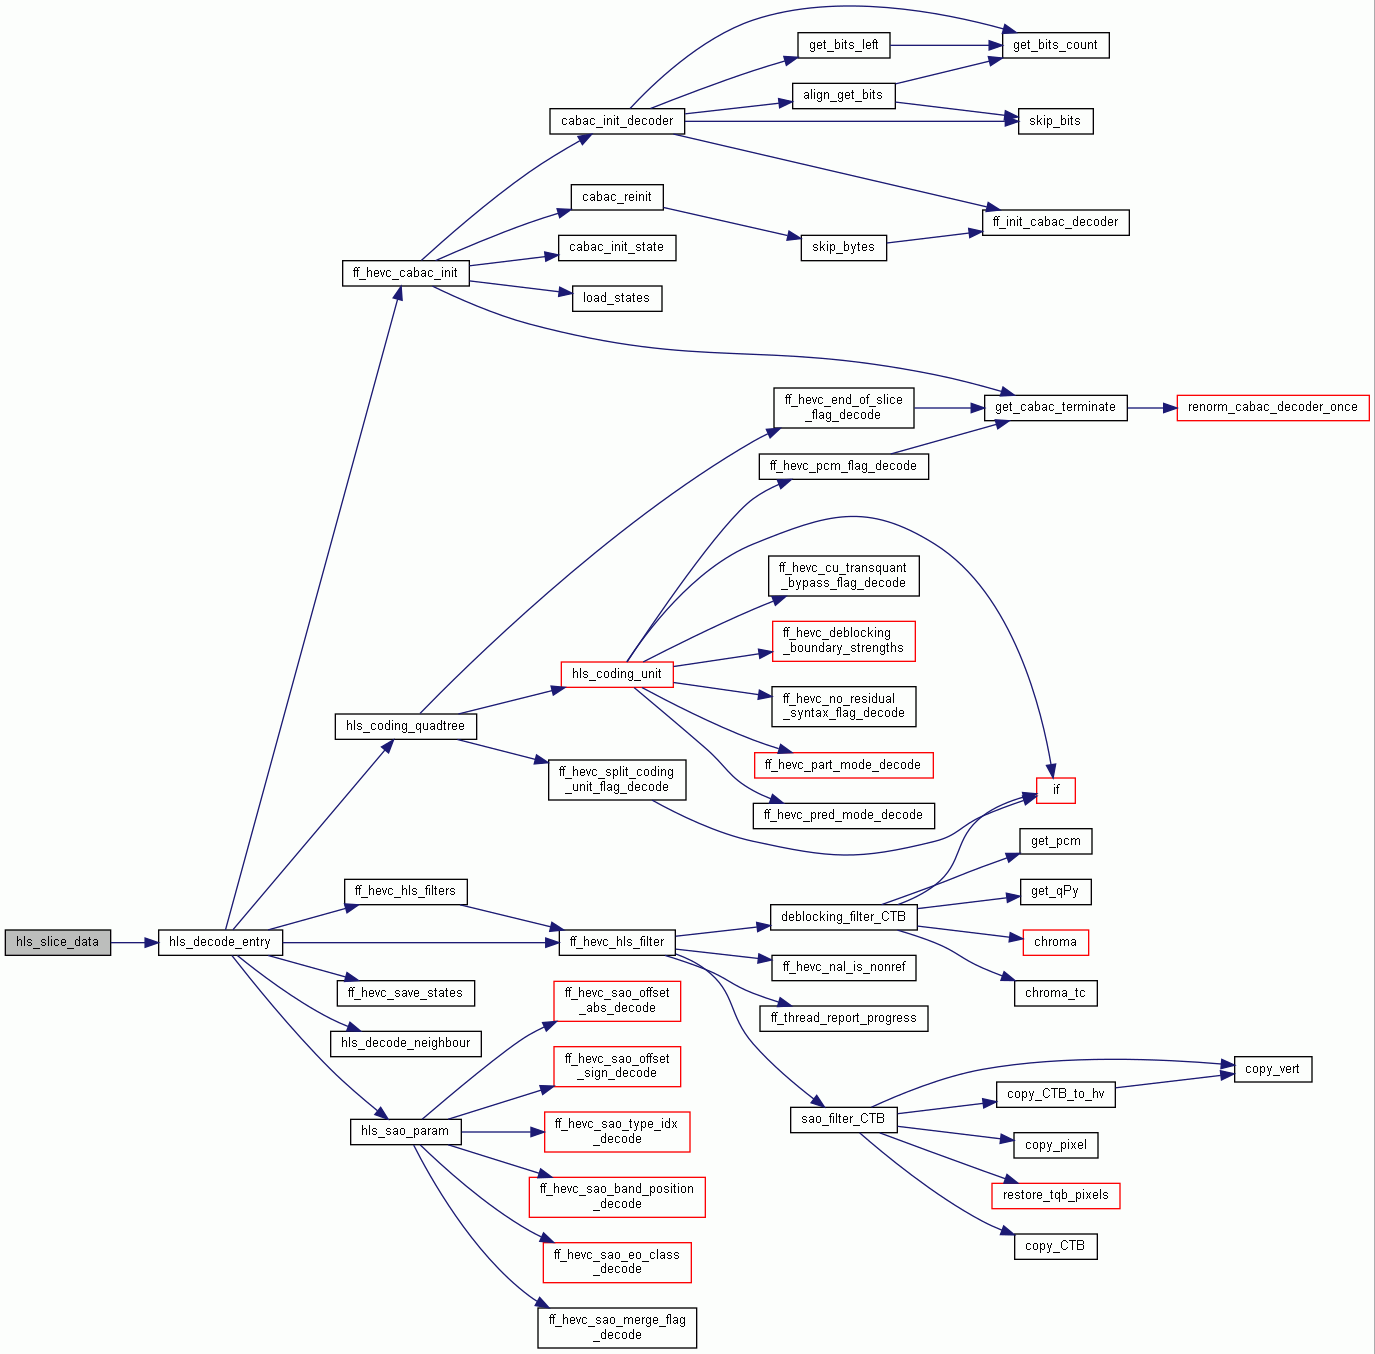 get_bits_left
get_bits_count
align_get_bits
cabac_init_decoder
skip_bits
cabac_reinit
ff_init_cabac_decoder
cabac_init_state
skip_bytes
ff_hevc_cabac_init
load_states
ff_hevc_end_of_slice
_flag_decode
get_cabac_terminate
renorm_cabac_decoder_once
ff_hevc_pcm_flag_decode
ff_hevc_cu_transquant
_bypass_flag_decode
ff_hevc_deblocking
_boundary_strengths
hls_coding_unit
ff_hevc_no_residual
_syntax_flag_decode
hls_coding_quadtree
ff_hevc_part_mode_decode
ff_hevc_split_coding
_unit_flag_decode
if
ff_hevc_pred_mode_decode
get_pcm
ff_hevc_hls_filters
get_qPy
deblocking_filter_CTB
hls_slice_data
hls_decode_entry
ff_hevc_hls_filter
chroma
ff_hevc_nal_is_nonref
ff_hevc_save_states
chroma_tc
ff_hevc_sao_offset
_abs_decode
ff_thread_report_progress
hls_decode_neighbour
ff_hevc_sao_offset
_sign_decode
copy_vert
copy_CTB_to_hv
sao_filter_CTB
hls_sao_param
ff_hevc_sao_type_idx
_decode
copy_pixel
ff_hevc_sao_band_position
_decode
restore_tqb_pixels
copy_CTB
ff_hevc_sao_eo_class
_decode
ff_hevc_sao_merge_flag
_decode